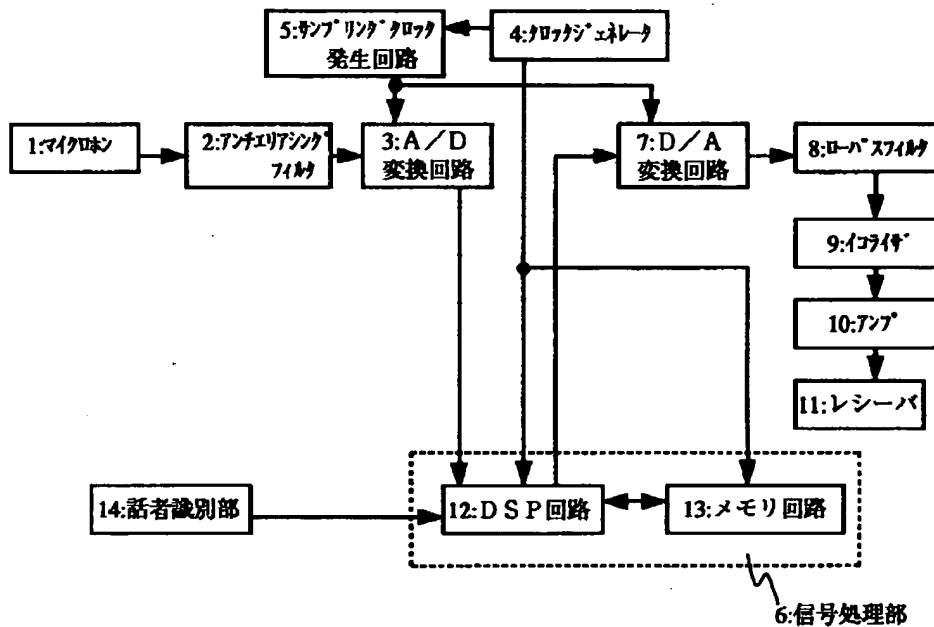 5:ｻﾝﾌﾟﾘﾝｸﾞｸﾛｯｸ
発生回路
4:ｸﾛｯｸｼﾞｪﾈﾚｰﾀ
1:ﾏｲｸﾛﾎﾝ
2:ｱﾝﾁｴﾘｱｼﾝｸﾞ
ﾌｨﾙﾀ
3:Ａ／Ｄ
変換回路
7:Ｄ／Ａ
変換回路
8:ﾛｰﾊﾟｽﾌｨﾙﾀ
9:ｲｺﾗｲｻﾞ
10:ｱﾝﾌﾟ
11:レシーバ
14:話者識別部
12:ＤＳＰ回路
13:メモリ回路
6:信号処理部